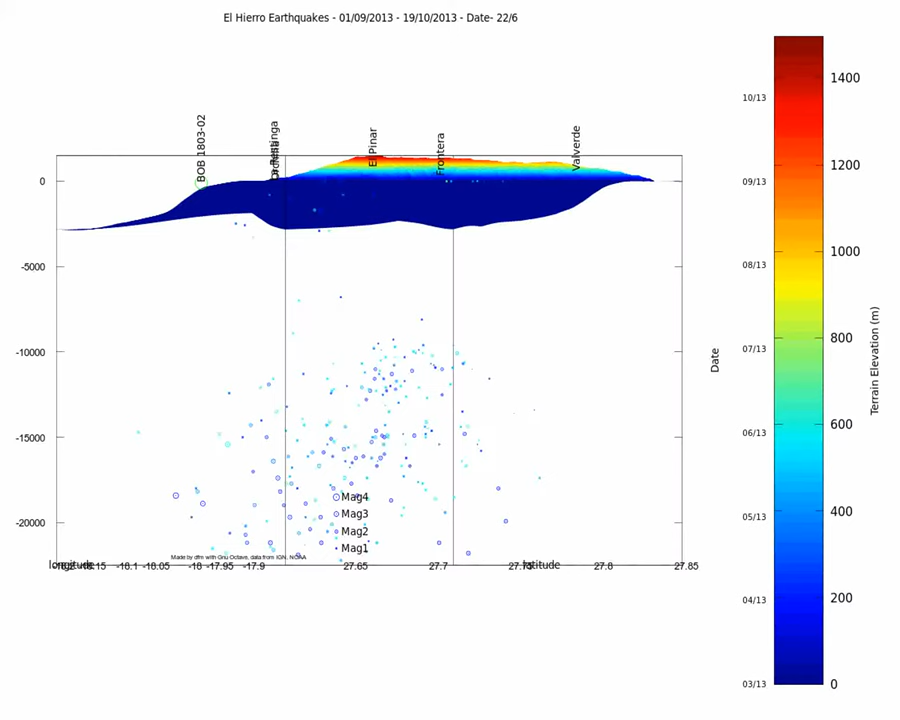 El Hierro Earthquakes - 01/09/2013 - 19/10/2013 - Date- 22/6
BOB 1803-02
El Pinar
Frontera
Valverde
0
-5000
-10000
-15000
-20000
Mag4
Mag3
Mag2
Mag1
Made by dfm with Gnu Octave, data from IGN, NOAA
longitude
-18.1
-18.05
-18
-17.95
-17.9
27.65
27.7
latitude
27.8
27.85
Date
10/13
09/13
08/13
07/13
06/13
05/13
04/13
03/13
1400
1200
1000
800
600
400
200
0
Terrain Elevation (m)